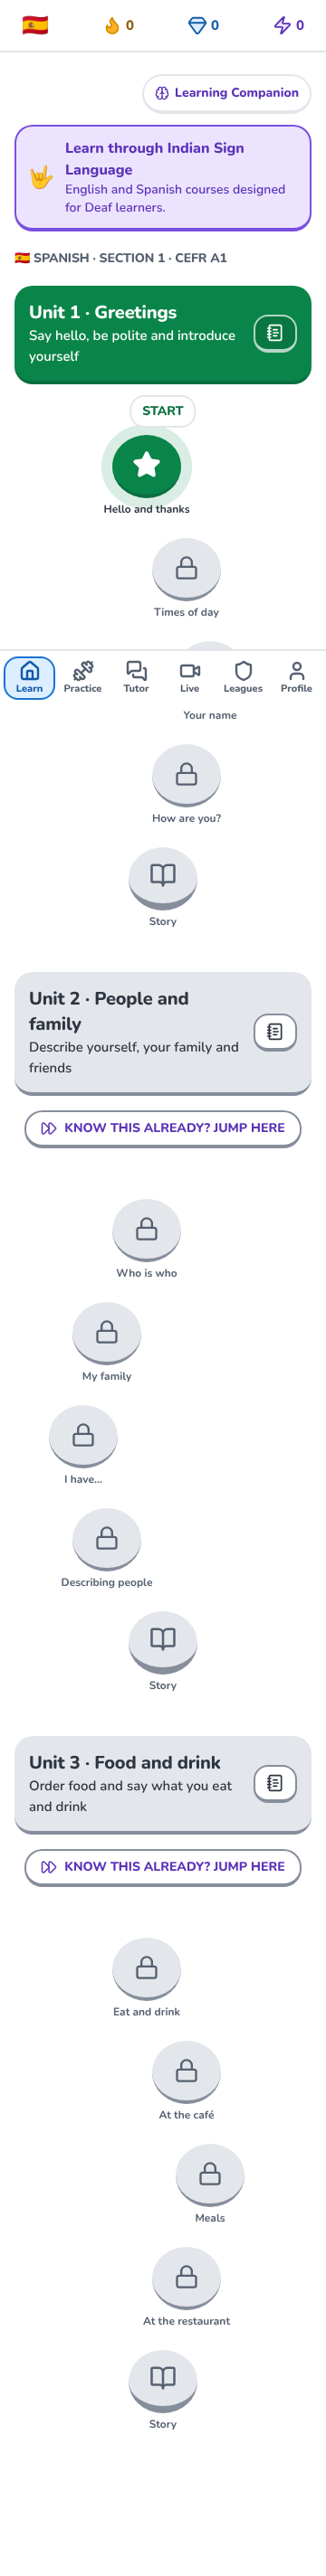 0 0 0
Learning Companion
Learn through Indian Sign
Language
English and Spanish courses designed
for Deaf learners.
SPANISH · SECTION 1 · CEFR A1
Unit 1 · Greetings
Say hello, be polite and introduce
yourself
START
Hello and thanks
Times of day
Learn Practice Tutor Live Leagues Profile
Your name
How are you?
Story
Unit 2 · People and
family
Describe yourself, your family and
friends
KNOW THIS ALREADY? JUMP HERE
Who is who
My family
I have...
Describing people
Story
Unit 3 · Food and drink
Order food and say what you eat
and drink
KNOW THIS ALREADY? JUMP HERE
Eat and drink
At the café
Meals
At the restaurant
Story